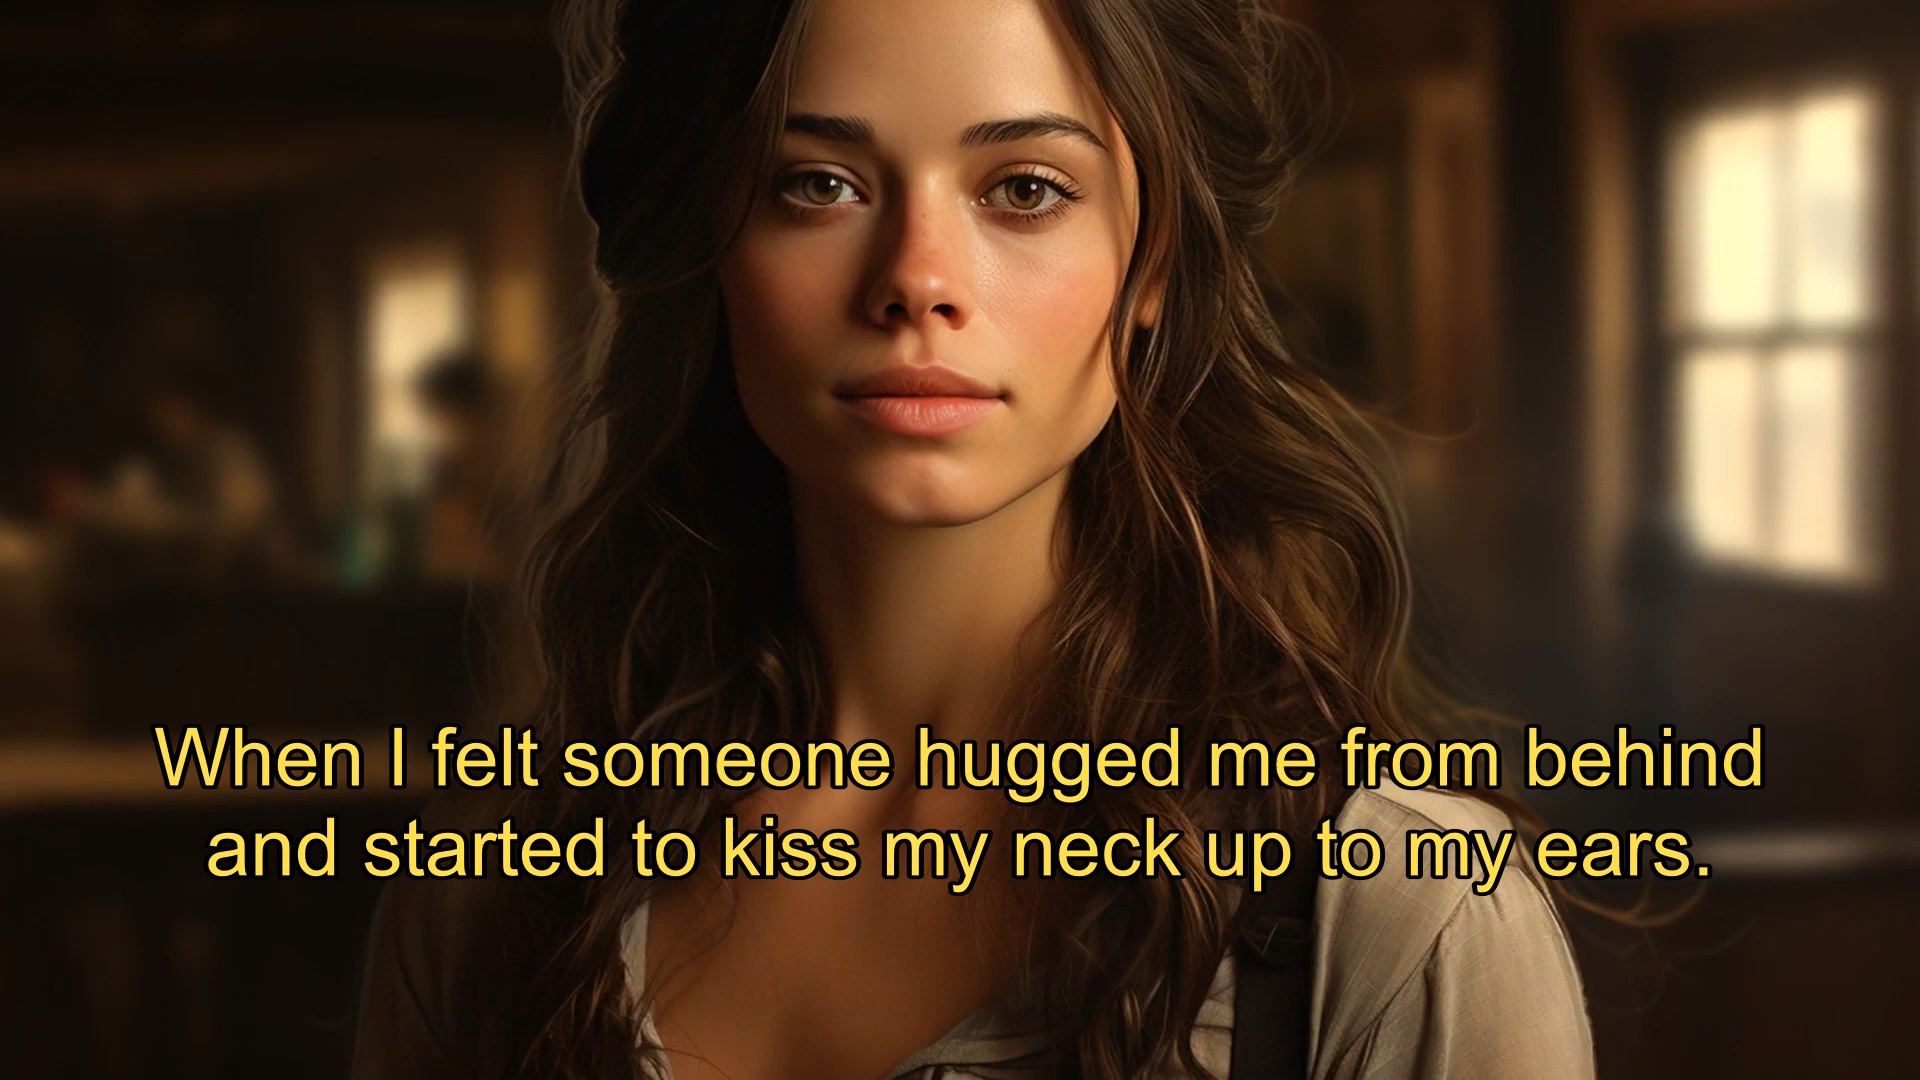 When I felt someone hugged me from behind
and started to kiss my neck up to my ears.